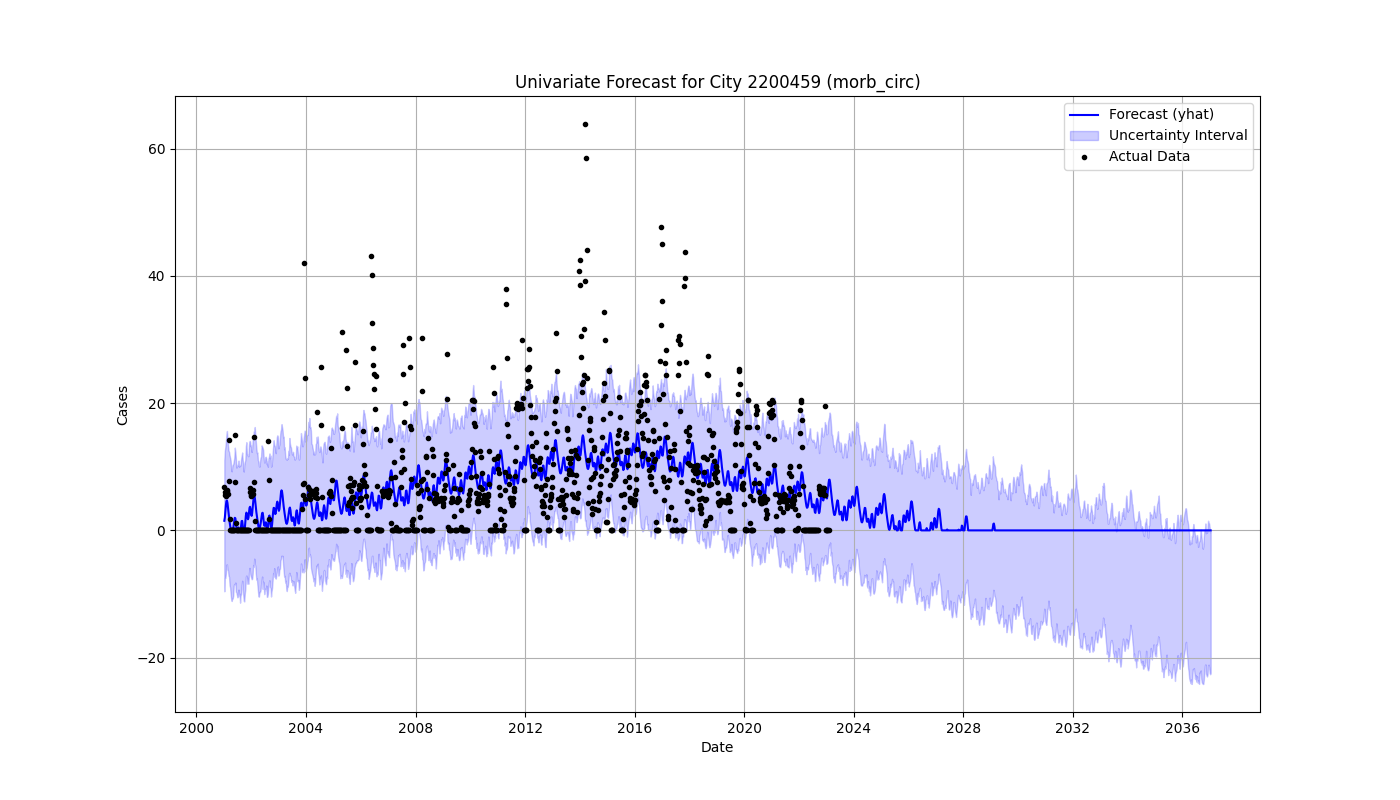 Univariate Forecast for City 2200459 (morb_circ)
Forecast (yhat)
Uncertainty Interval
Actual Data
Cases
60
40
20
0
−20
2000 2004 2008 2012 2016 2020 2024 2028 2032 2036
Date